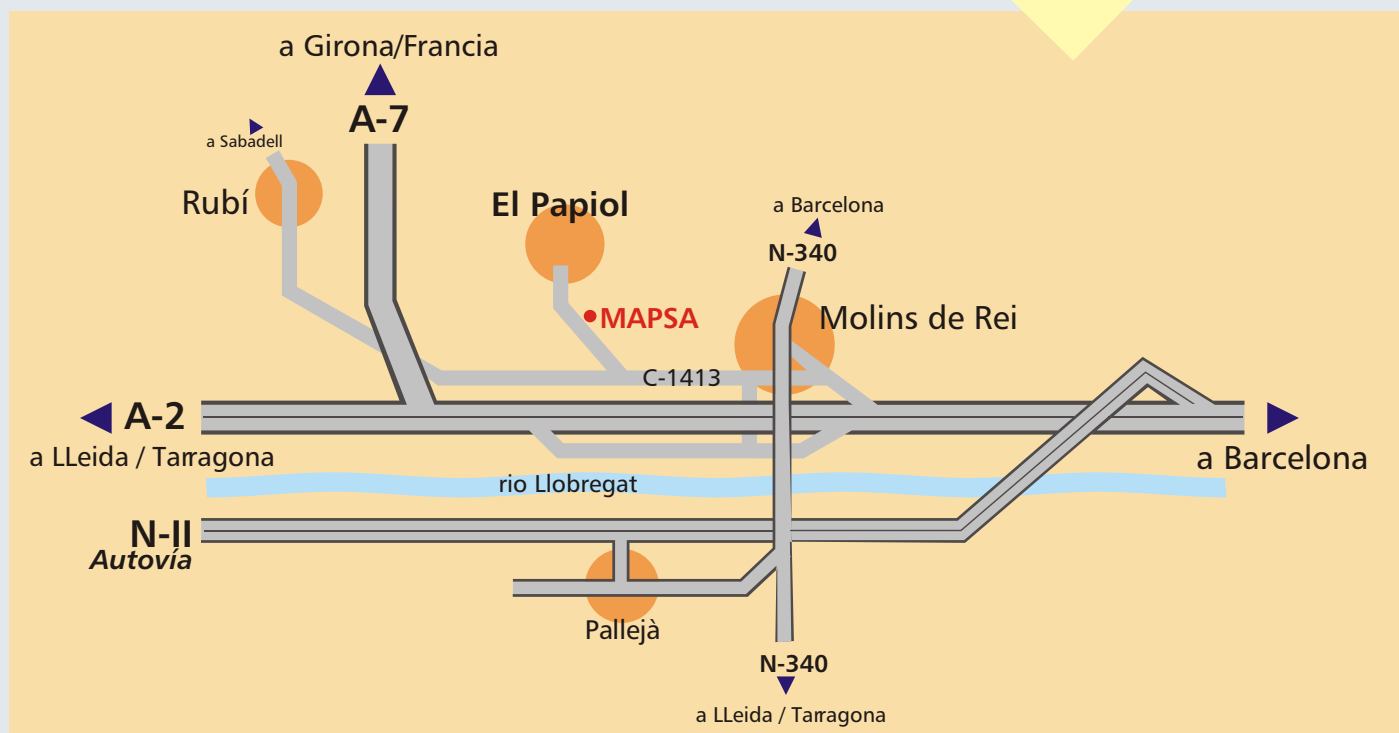 a Girona/Francia
A-7
a Sabadell
Rubí
El Papiol
a Barcelona
N-340
MAPSA
Molins de Rei
C-1413
A-2
a LLeida / Tarragona
a Barcelona
rio Llobregat
N-II
Autovía
Pallejà
N-340
a LLeida / Tarragona